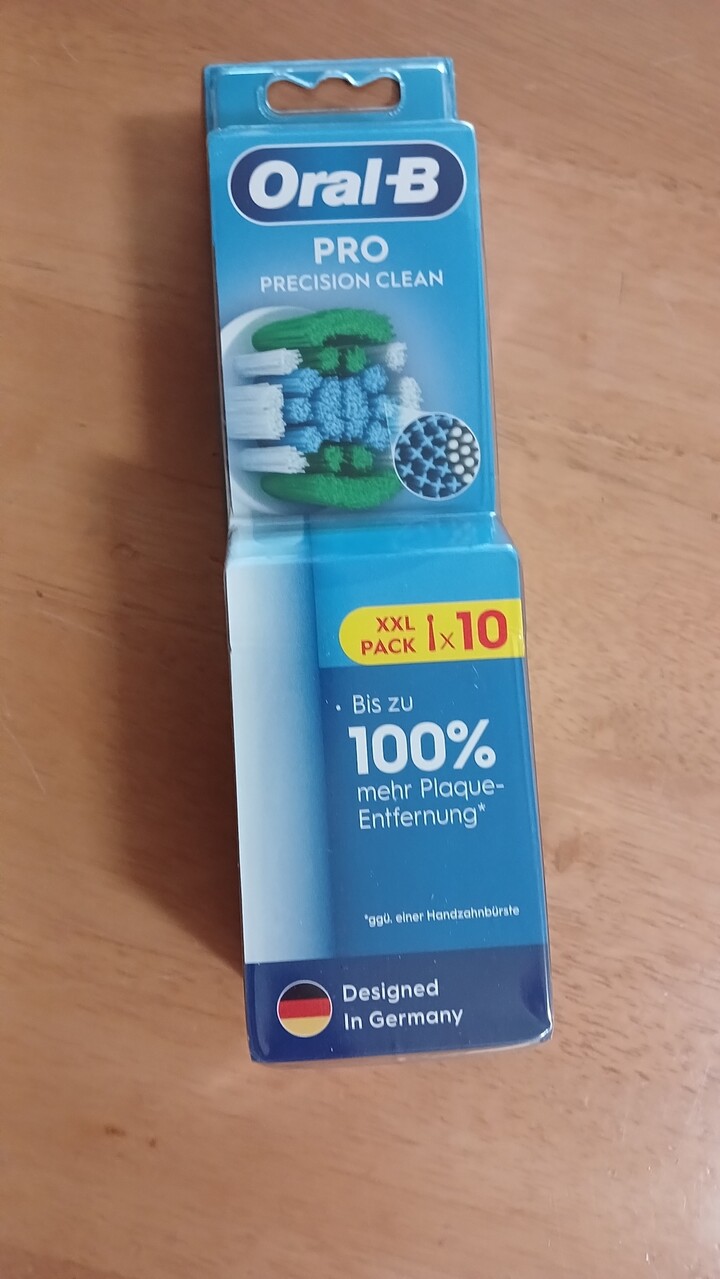 Oral-B
PRO
PRECISION CLEAN
XXL
PACK x10
• Bis zu
100%
mehr Plaque-
Entfernung*
*ggü. einer Handzahnbürste
Designed
In Germany